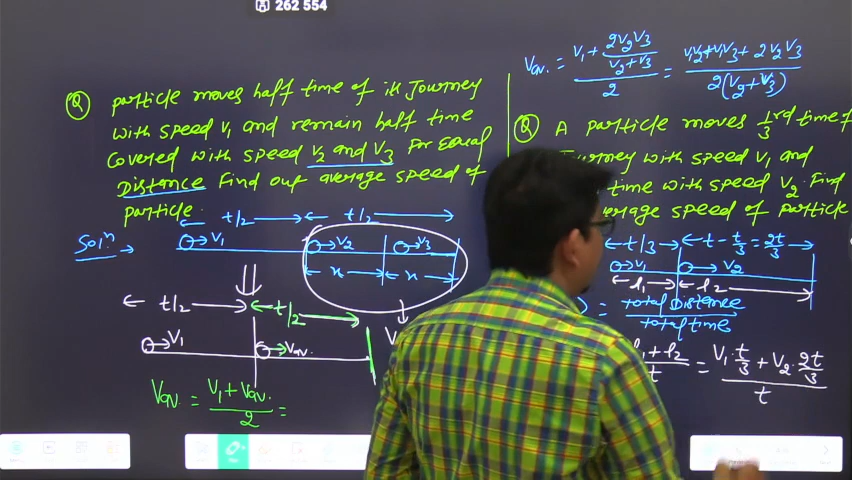 262 554
Q particle moves half time of its Journey
with speed v₁ and remain half time
covered with speed v₂ and v₃ for equal
Distance Find out average speed of
particle.
Solⁿ →
t/2 t/2
v₁ v₂ v₃
x x
t/2 t/2
v₁ Vav.
Vav. = (v₁ + Vav.)/2 =
Vav. = (v₁ + 2v₂v₃/(v₂+v₃))/2 = (v₁v₂+v₁v₃+2v₂v₃)/(2(v₂+v₃))
Q A particle moves 1/3rd time of
Journey with speed v₁ and
time with speed v₂. Find
average speed of particle
t/3 t - t/3 = 2t/3
v₁ v₂
l₁ l₂
= total Distance/total time
l₁ + l₂/t = (v₁·t/3 + v₂·2t/3)/t